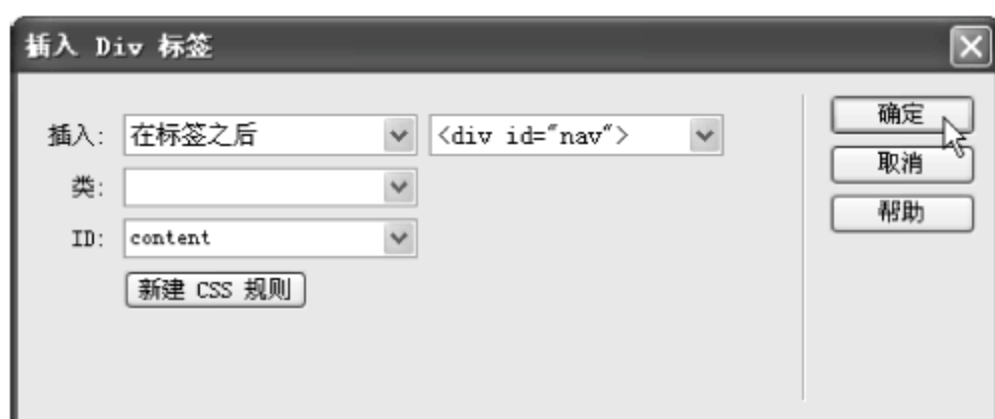 插入 Div 标签
插入: 在标签之后 <div id="nav"> 确定
取消
类:
帮助
ID: content
新建 CSS 规则